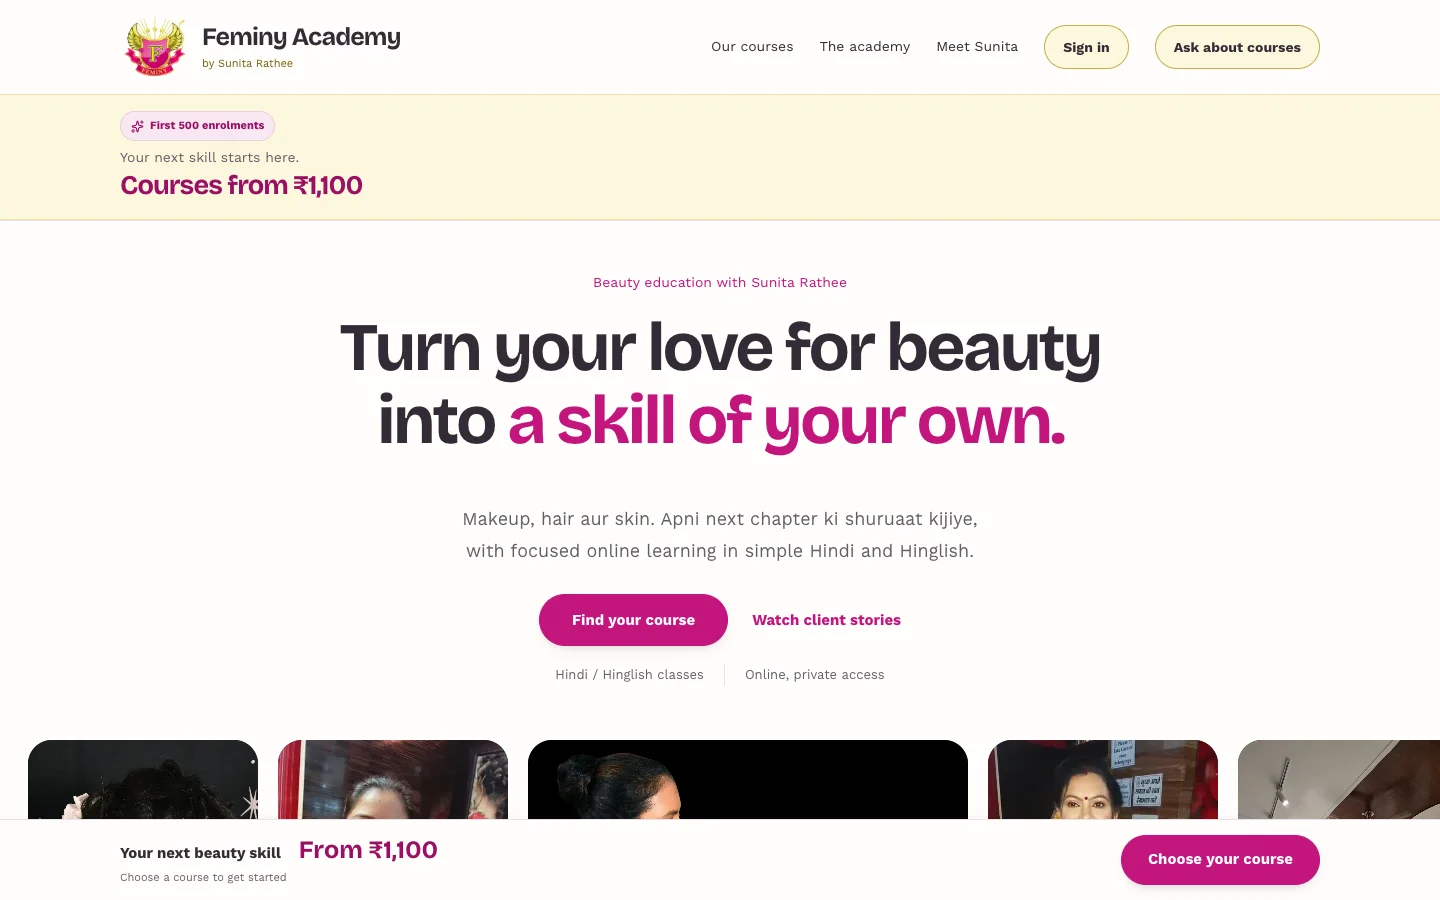 FEMINY
Feminy Academy
by Sunita Rathee
Our courses
The academy
Meet Sunita
Sign in
Ask about courses
First 500 enrolments
Your next skill starts here.
Courses from ₹1,100
Beauty education with Sunita Rathee
Turn your love for beauty
into a skill of your own.
Makeup, hair aur skin. Apni next chapter ki shuruaat kijiye,
with focused online learning in simple Hindi and Hinglish.
Find your course
Watch client stories
Hindi / Hinglish classes
Online, private access
Your next beauty skill
From ₹1,100
Choose a course to get started
Choose your course